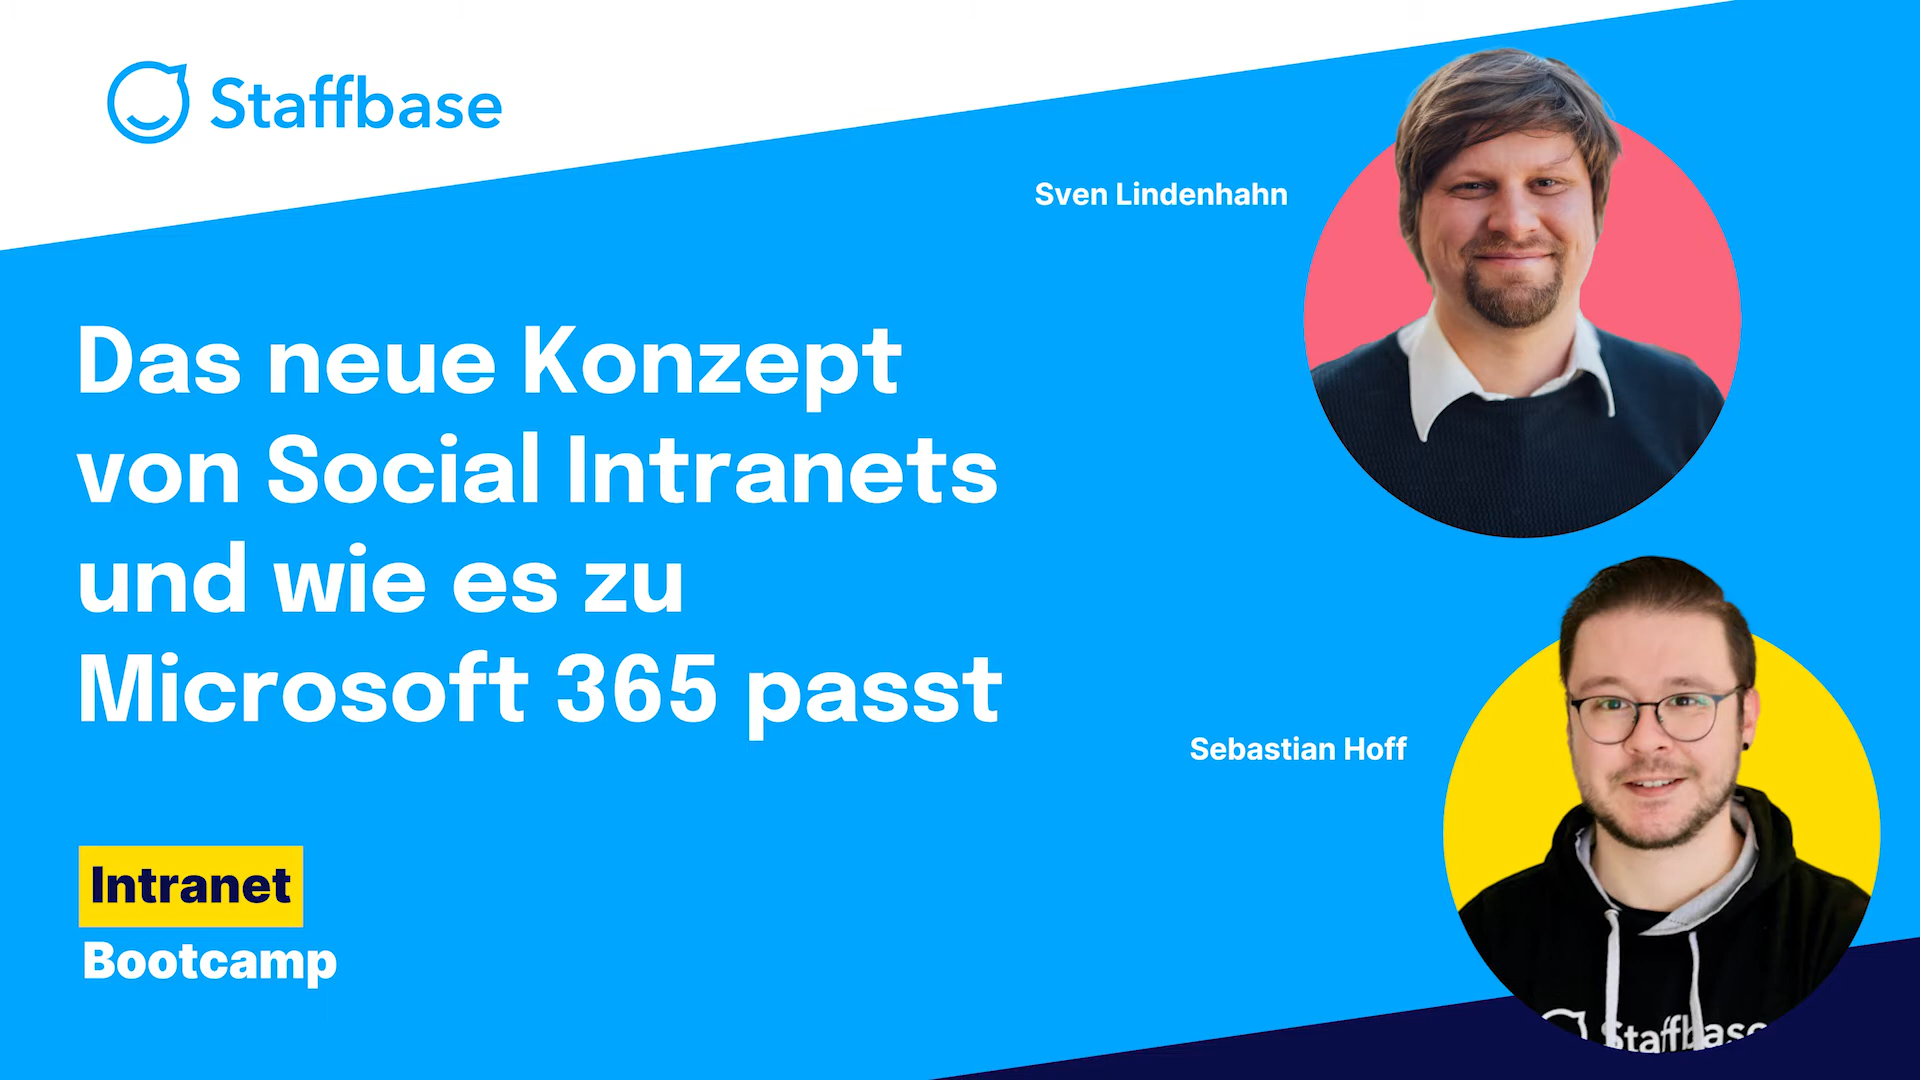 Staffbase
Sven Lindenhahn
Das neue Konzept
von Social Intranets
und wie es zu
Microsoft 365 passt
Sebastian Hoff
Intranet
Bootcamp
Staffbase